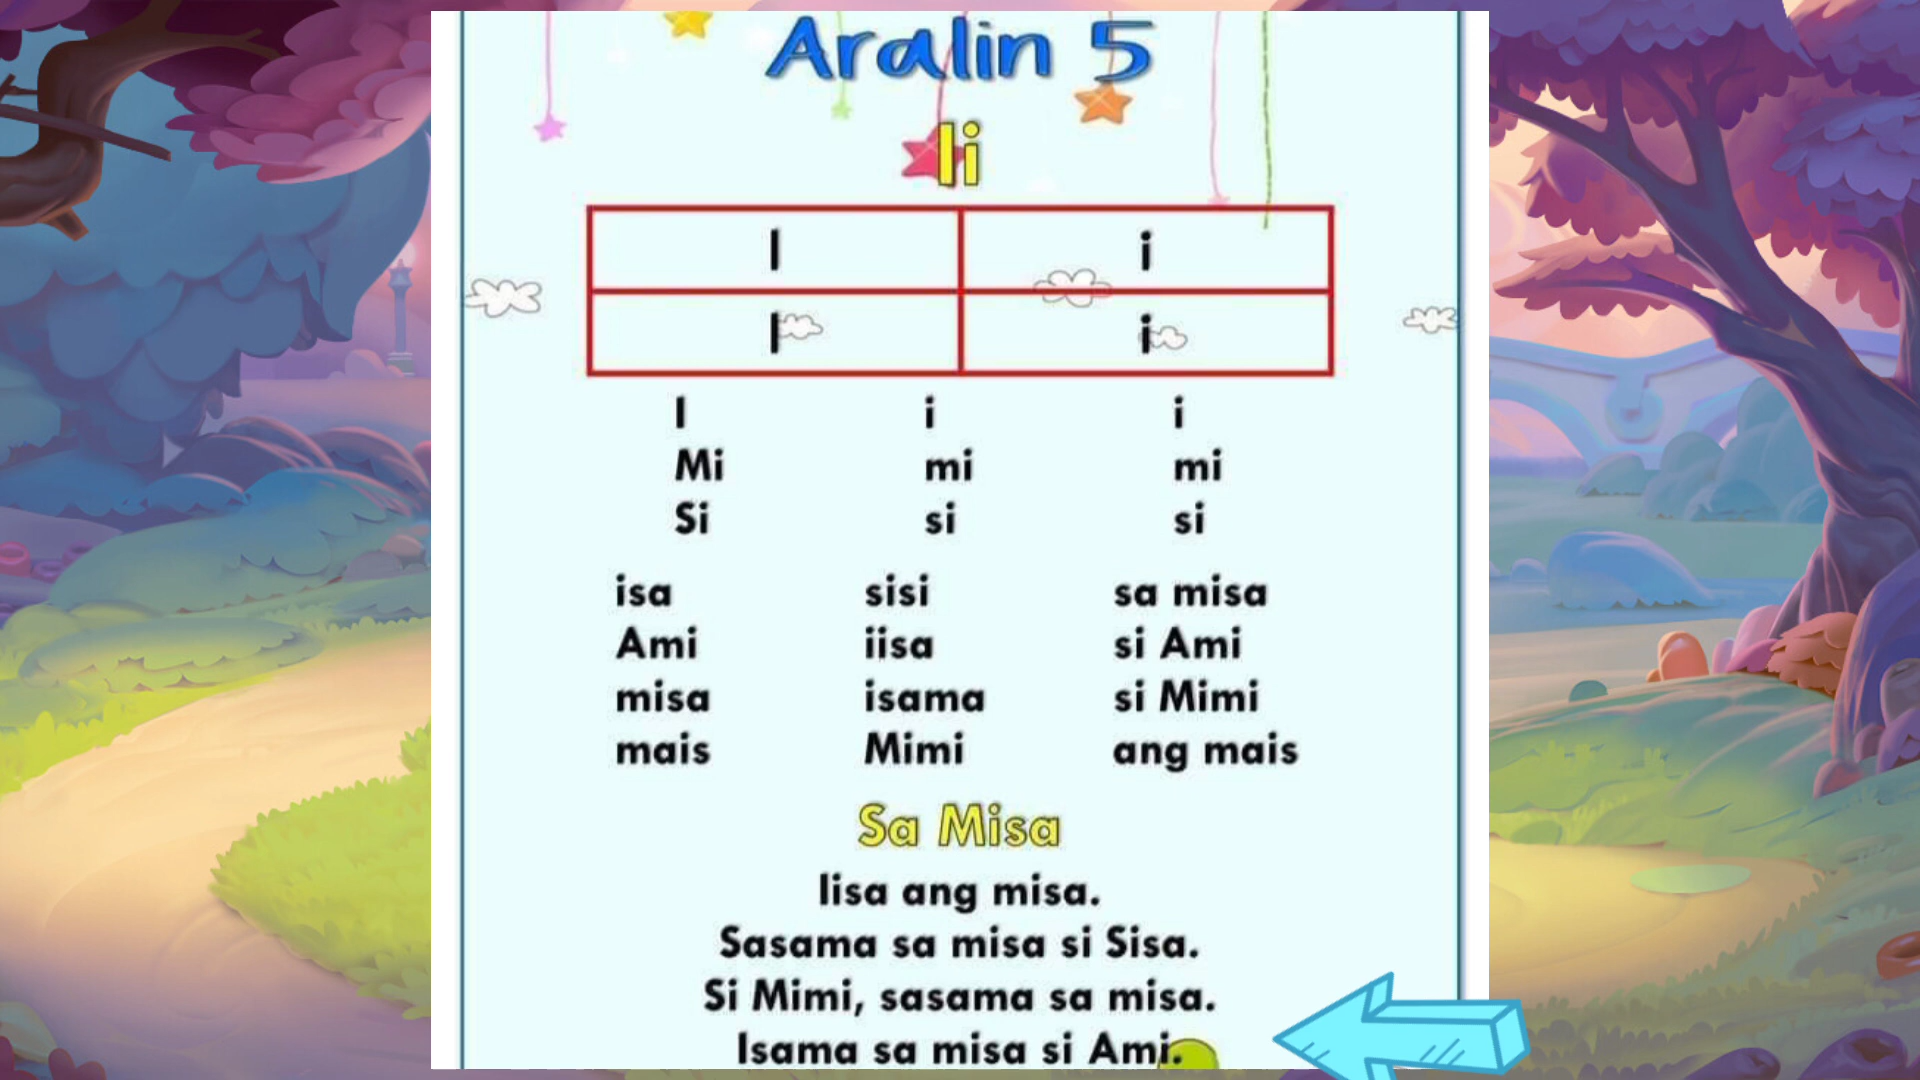 Aralin 5
Ii
I i
I i
I i i
Mi mi mi
Si si si
isa sisi sa misa
Ami iisa si Ami
misa isama si Mimi
mais Mimi ang mais
Sa Misa
Iisa ang misa.
Sasama sa misa si Sisa.
Si Mimi, sasama sa misa.
Isama sa misa si Ami.